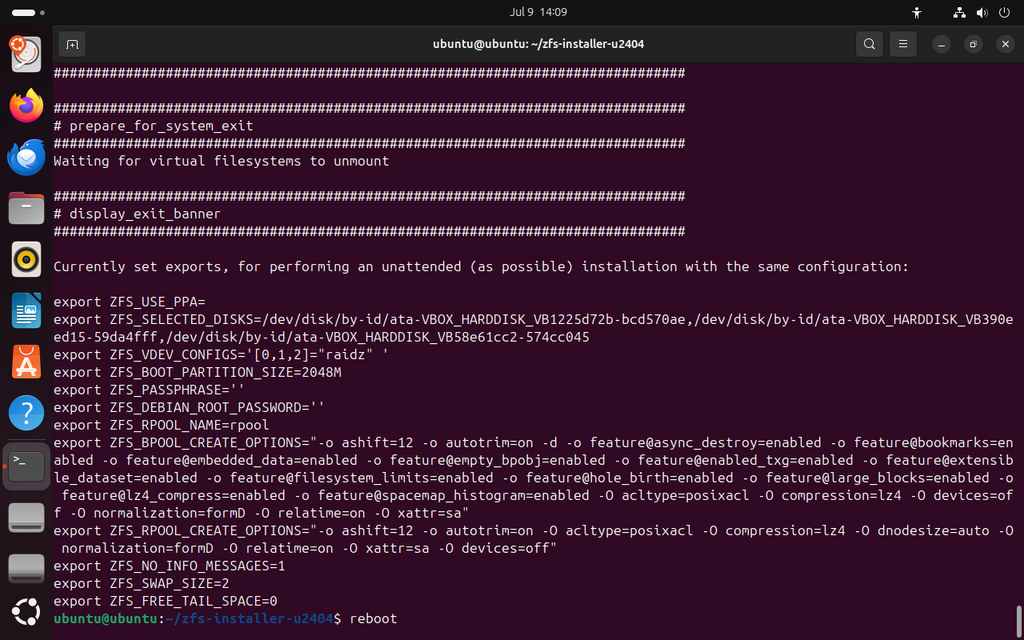 Jul 9 14:09
ubuntu@ubuntu: ~/zfs-installer-u2404
###############################################################################
###############################################################################
# prepare_for_system_exit
###############################################################################
Waiting for virtual filesystems to unmount
###############################################################################
# display_exit_banner
###############################################################################
Currently set exports, for performing an unattended (as possible) installation with the same configuration:
export ZFS_USE_PPA=
export ZFS_SELECTED_DISKS=/dev/disk/by-id/ata-VBOX_HARDDISK_VB1225d72b-bcd570ae,/dev/disk/by-id/ata-VBOX_HARDDISK_VB390e
ed15-59da4fff,/dev/disk/by-id/ata-VBOX_HARDDISK_VB58e61cc2-574cc045
export ZFS_VDEV_CONFIGS='[0,1,2]="raidz" '
export ZFS_BOOT_PARTITION_SIZE=2048M
export ZFS_PASSPHRASE=''
export ZFS_DEBIAN_ROOT_PASSWORD=''
export ZFS_RPOOL_NAME=rpool
export ZFS_BPOOL_CREATE_OPTIONS="-o ashift=12 -o autotrim=on -d -o feature@async_destroy=enabled -o feature@bookmarks=en
abled -o feature@embedded_data=enabled -o feature@empty_bpobj=enabled -o feature@enabled_txg=enabled -o feature@extensib
le_dataset=enabled -o feature@filesystem_limits=enabled -o feature@hole_birth=enabled -o feature@large_blocks=enabled -o
 feature@lz4_compress=enabled -o feature@spacemap_histogram=enabled -O acltype=posixacl -O compression=lz4 -O devices=of
f -O normalization=formD -O relatime=on -O xattr=sa"
export ZFS_RPOOL_CREATE_OPTIONS="-o ashift=12 -o autotrim=on -O acltype=posixacl -O compression=lz4 -O dnodesize=auto -O
 normalization=formD -O relatime=on -O xattr=sa -O devices=off"
export ZFS_NO_INFO_MESSAGES=1
export ZFS_SWAP_SIZE=2
export ZFS_FREE_TAIL_SPACE=0
ubuntu@ubuntu:~/zfs-installer-u2404$ reboot